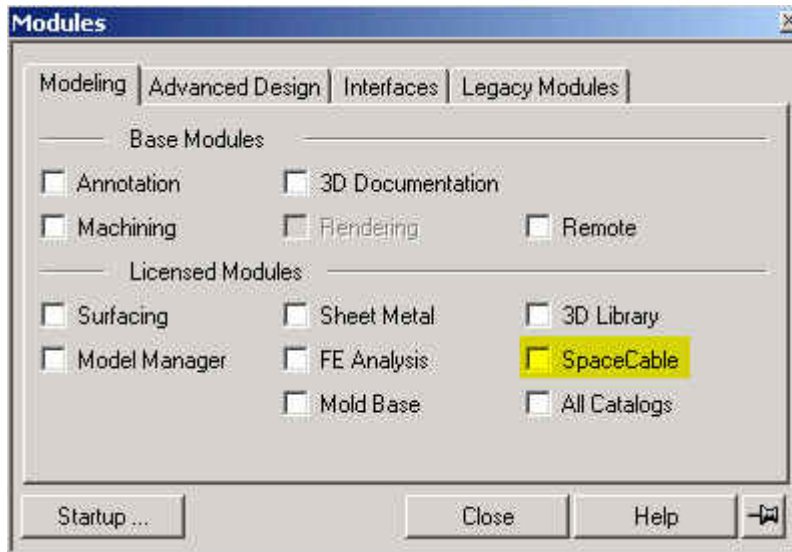 Modules
Modeling Advanced Design Interfaces Legacy Modules
Base Modules
Annotation 3D Documentation
Machining Rendering Remote
Licensed Modules
Surfacing Sheet Metal 3D Library
Model Manager FE Analysis SpaceCable
Mold Base All Catalogs
Startup ... Close Help